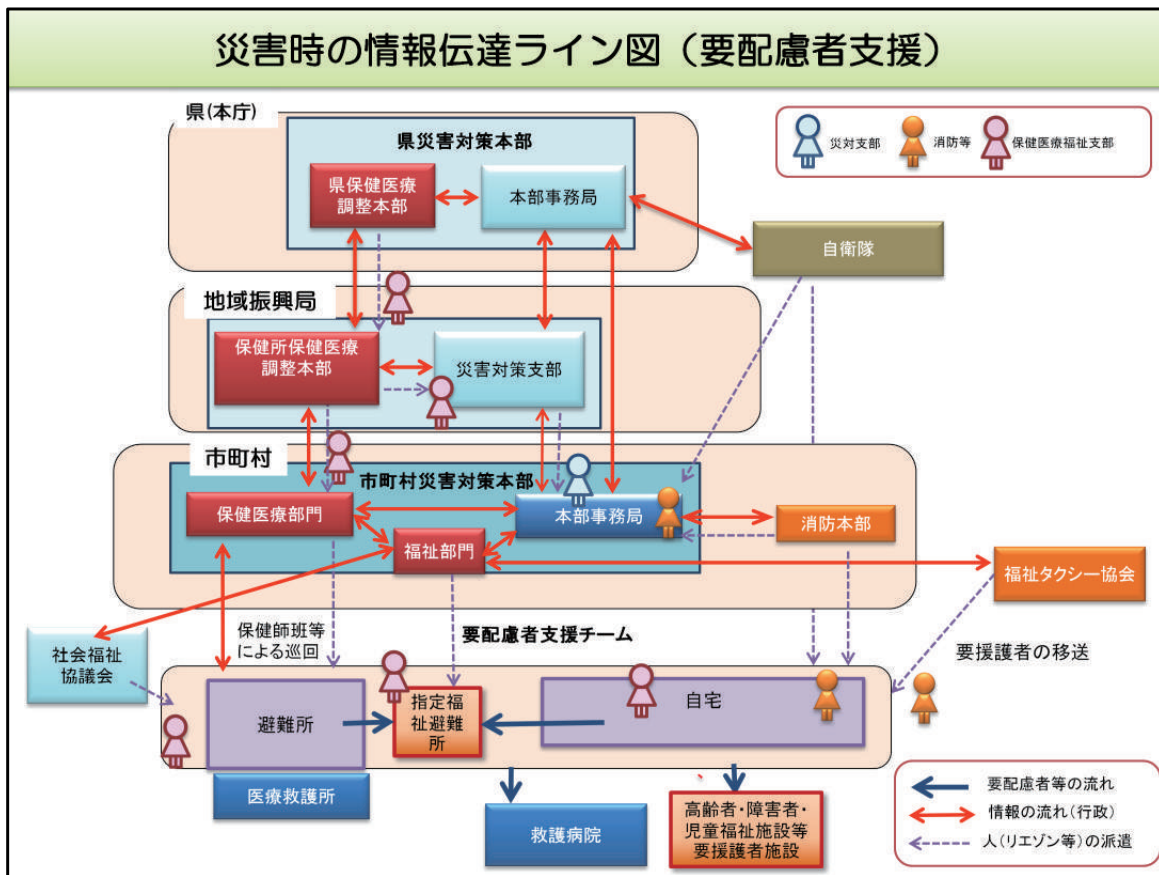 災害時の情報伝達ライン図（要配慮者支援）
県(本庁)
県災害対策本部
県保健医療
調整本部
本部事務局
災対支部
消防等
保健医療福祉支部
自衛隊
地域振興局
保健所保健医療
調整本部
災害対策支部
市町村
市町村災害対策本部
保健医療部門
本部事務局
消防本部
福祉部門
福祉タクシー協会
社会福祉
協議会
保健師班等
による巡回
要配慮者支援チーム
要援護者の移送
避難所
指定福
祉避難
所
自宅
医療救護所
救護病院
高齢者・障害者・
児童福祉施設等
要援護者施設
要配慮者等の流れ
情報の流れ(行政)
人(リエゾン等)の派遣